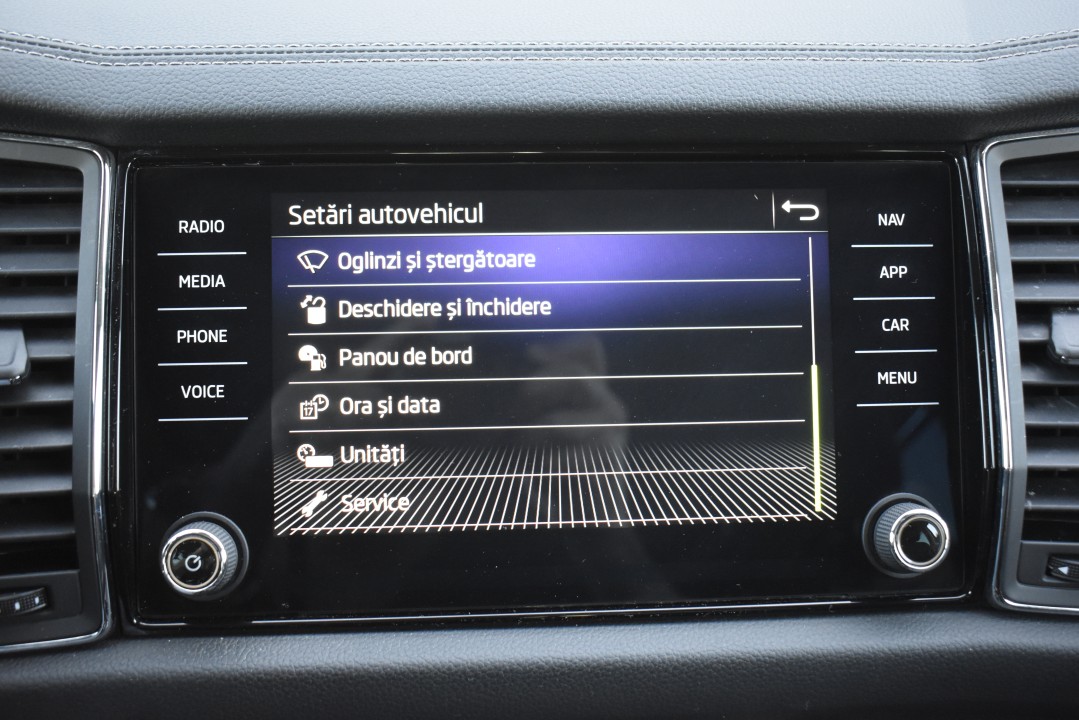 RADIO
MEDIA
PHONE
VOICE
Setări autovehicul
Oglinzi și ștergătoare
Deschidere și închidere
Panou de bord
17
Ora și data
Unități
Service
NAV
APP
CAR
MENU